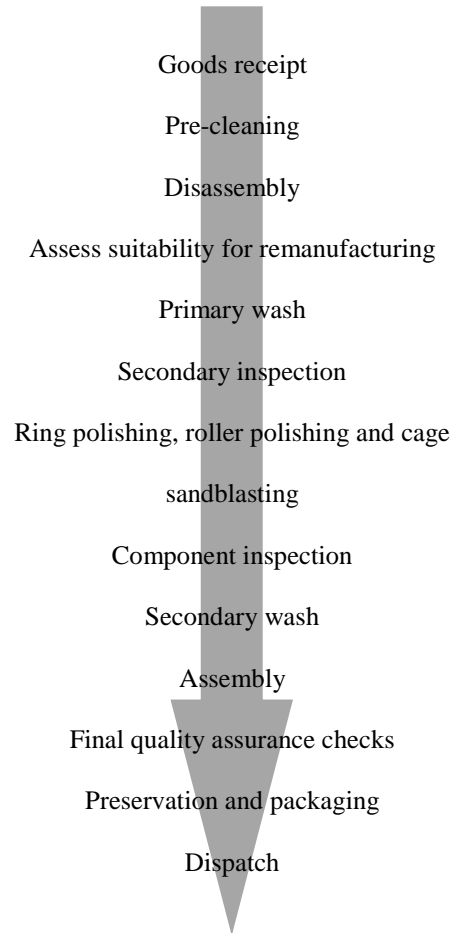 Goods receipt
Pre-cleaning
Disassembly
Assess suitability for remanufacturing
Primary wash
Secondary inspection
Ring polishing, roller polishing and cage
sandblasting
Component inspection
Secondary wash
Assembly
Final quality assurance checks
Preservation and packaging
Dispatch